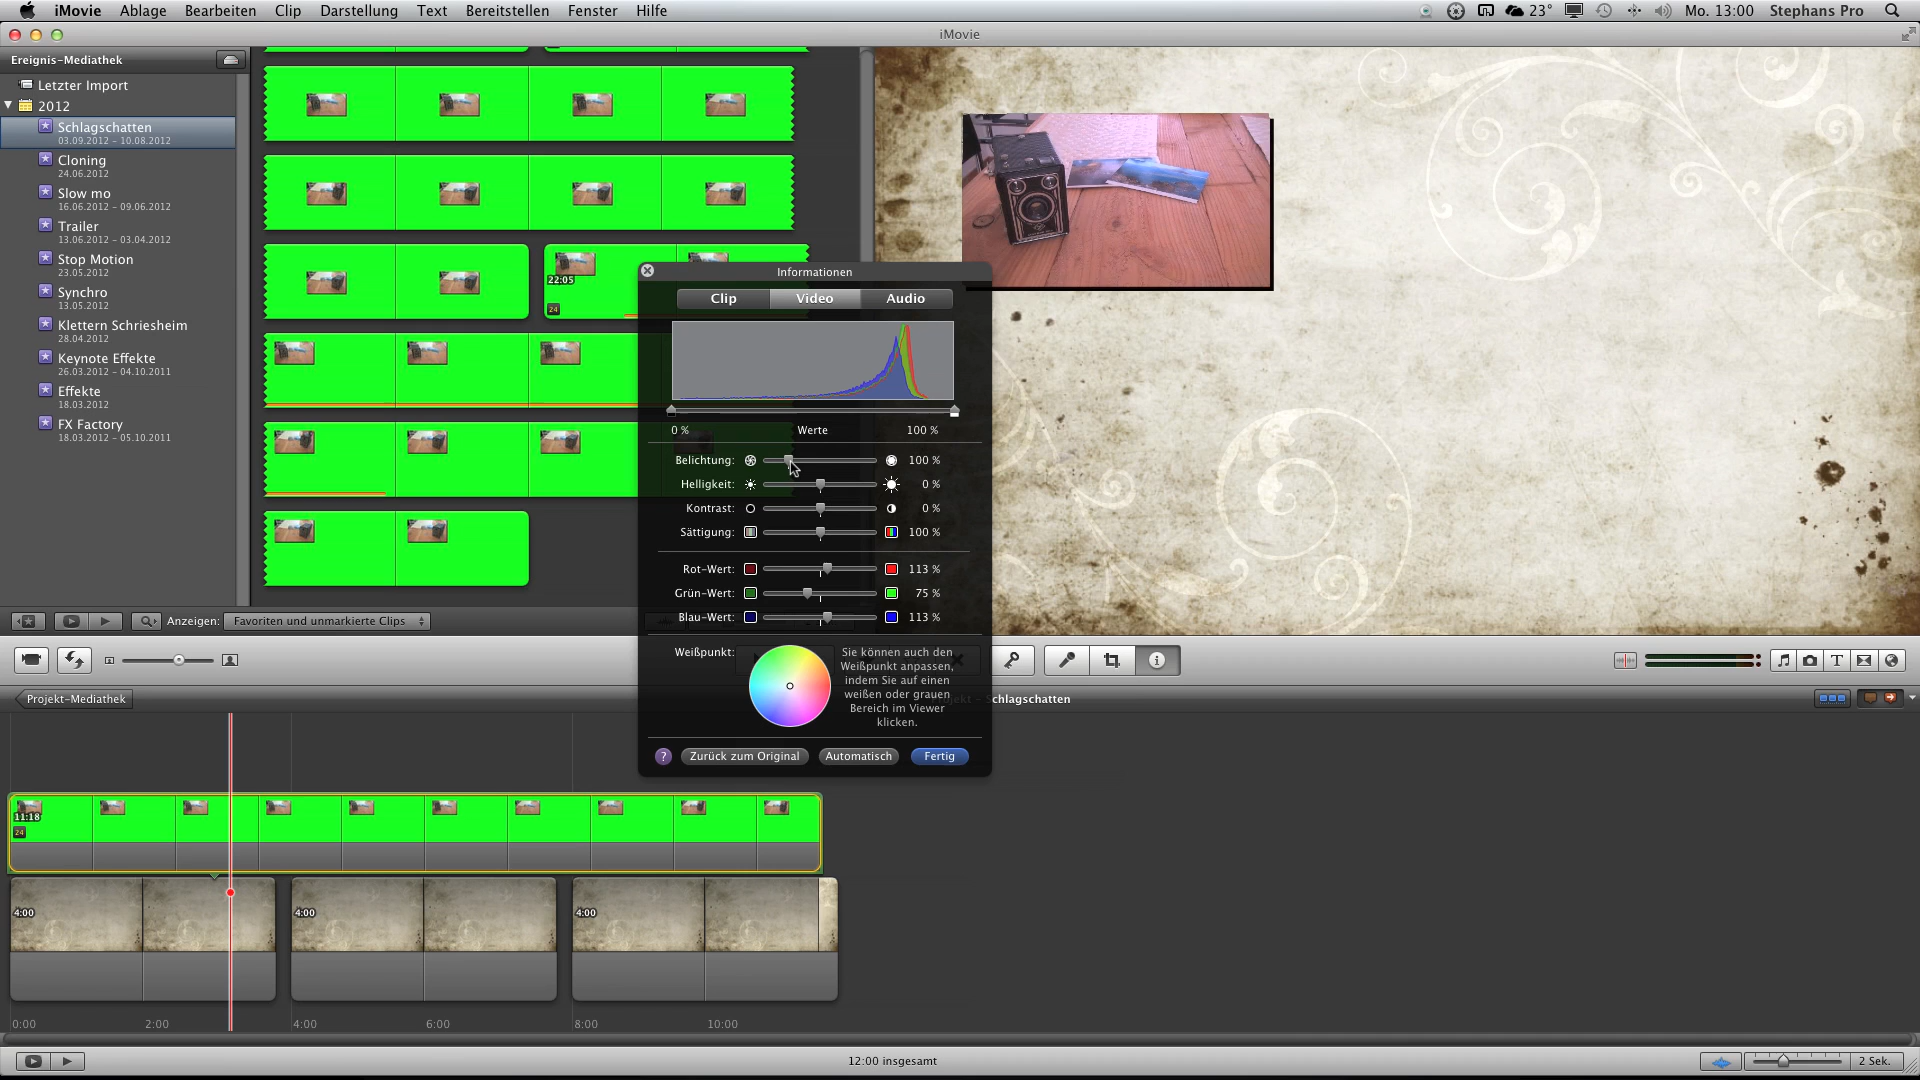 iMovie Ablage Bearbeiten Clip Darstellung Text Bereitstellen Fenster Hilfe 23° Mo. 13:00 Stephans Pro
iMovie
Ereignis-Mediathek
Letzter Import
2012
Schlagschatten
03.09.2012 – 10.08.2012
Cloning
24.06.2012
Slow mo
16.06.2012 – 09.06.2012
Trailer
13.06.2012 – 03.04.2012
Stop Motion
23.05.2012
Synchro
13.05.2012
Klettern Schriesheim
28.04.2012
Keynote Effekte
26.03.2012 – 04.10.2011
Effekte
18.03.2012
FX Factory
18.03.2012 – 05.10.2011
22:05
24
Informationen
Clip Video Audio
0 % Werte 100 %
Belichtung: 100 %
Helligkeit: 0 %
Kontrast: 0 %
Sättigung: 100 %
Rot-Wert: 113 %
Grün-Wert: 75 %
Blau-Wert: 113 %
Weißpunkt:
Sie können auch den
Weißpunkt anpassen,
indem Sie auf einen
weißen oder grauen
Bereich im Viewer
klicken.
? Zurück zum Original Automatisch Fertig
Anzeigen: Favoriten und unmarkierte Clips
Projekt-Mediathek
Schlagschatten
11:18
24
4:00 4:00 4:00
0:00 2:00 4:00 6:00 8:00 10:00
12:00 insgesamt
2 Sek.